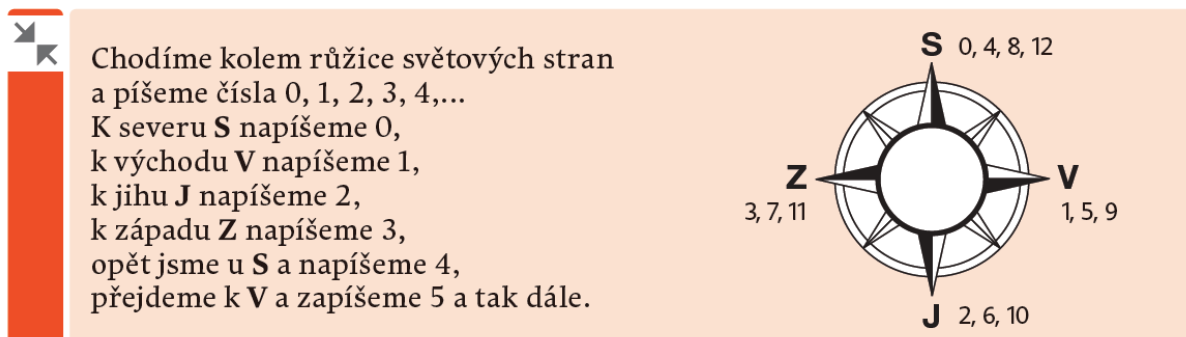 Chodíme kolem růžice světových stran
a píšeme čísla 0, 1, 2, 3, 4,...
K severu S napíšeme 0,
k východu V napíšeme 1,
k jihu J napíšeme 2,
k západu Z napíšeme 3,
opět jsme u S a napíšeme 4,
přejdeme k V a zapíšeme 5 a tak dále.
S 0, 4, 8, 12
Z
3, 7, 11
V
1, 5, 9
J 2, 6, 10